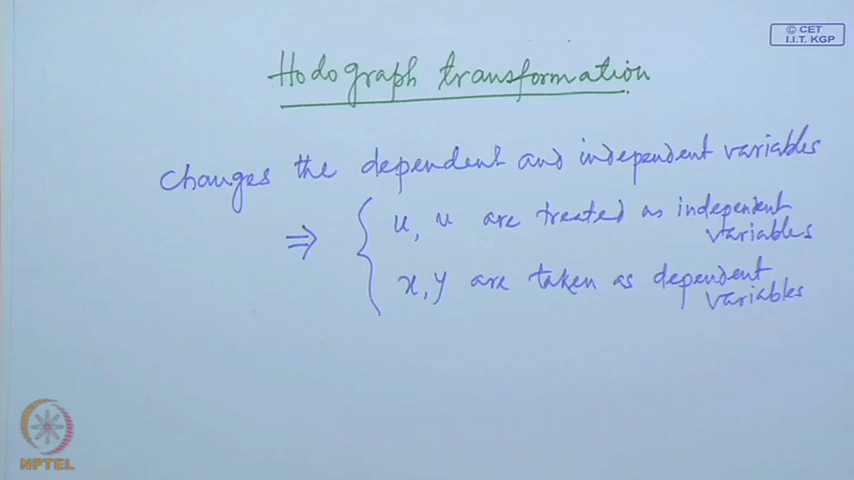 © CET
I.I.T. KGP
Hodograph transformation
Changes the dependent and independent variables
⇒ { u, v are treated as independent
variables
x, y are taken as dependent
variables
NPTEL